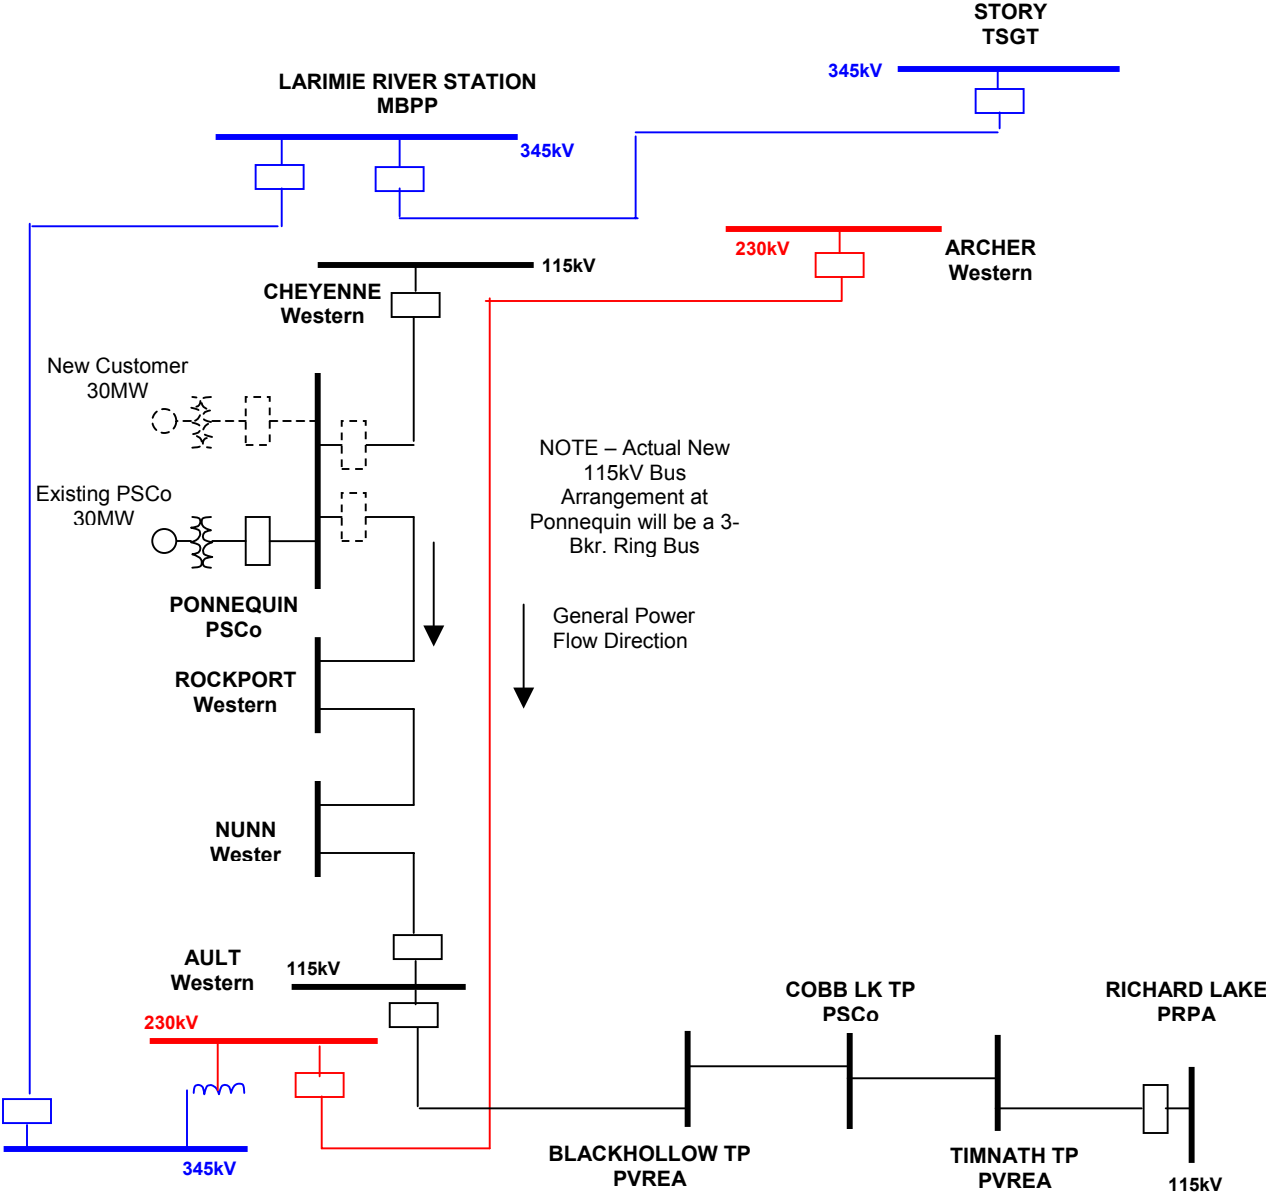 STORY
TSGT
345kV
LARIMIE RIVER STATION
MBPP
345kV
230kV
ARCHER
Western
115kV
CHEYENNE
Western
New Customer
30MW
Existing PSCo
30MW
NOTE – Actual New
115kV Bus
Arrangement at
Ponnequin will be a 3-
Bkr. Ring Bus
PONNEQUIN
PSCo
General Power
Flow Direction
ROCKPORT
Western
NUNN
Wester
AULT
Western
115kV
230kV
345kV
COBB LK TP
PSCo
RICHARD LAKE
PRPA
BLACKHOLLOW TP
PVREA
TIMNATH TP
PVREA
115kV